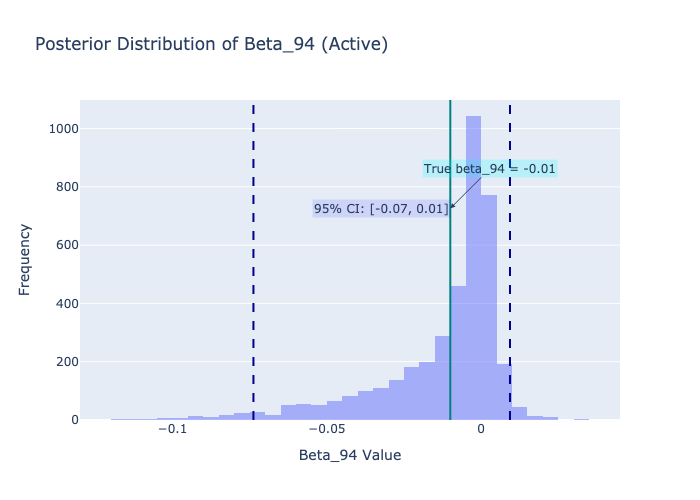 Posterior Distribution of Beta_94 (Active)
1000
800
600
400
200
0
Frequency
True beta_94 = -0.01
95% CI: [-0.07, 0.01]
−0.1
−0.05
0
Beta_94 Value